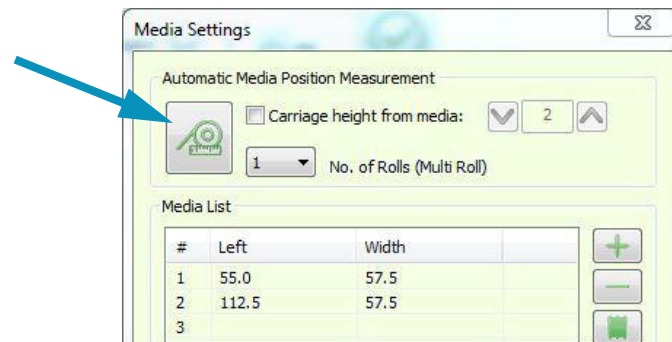 Media Settings
Automatic Media Position Measurement
Carriage height from media: 2
1 No. of Rolls (Multi Roll)
Media List
# Left Width
1 55.0 57.5
2 112.5 57.5
3